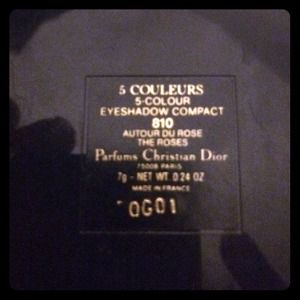 5 COULEURS
5-COLOUR
EYESHADOW COMPACT
810
AUTOUR DU ROSE
THE ROSES
Parfums Christian Dior
75008 PARIS
7g - NET WT. 0.24 OZ
MADE IN FRANCE
0G01